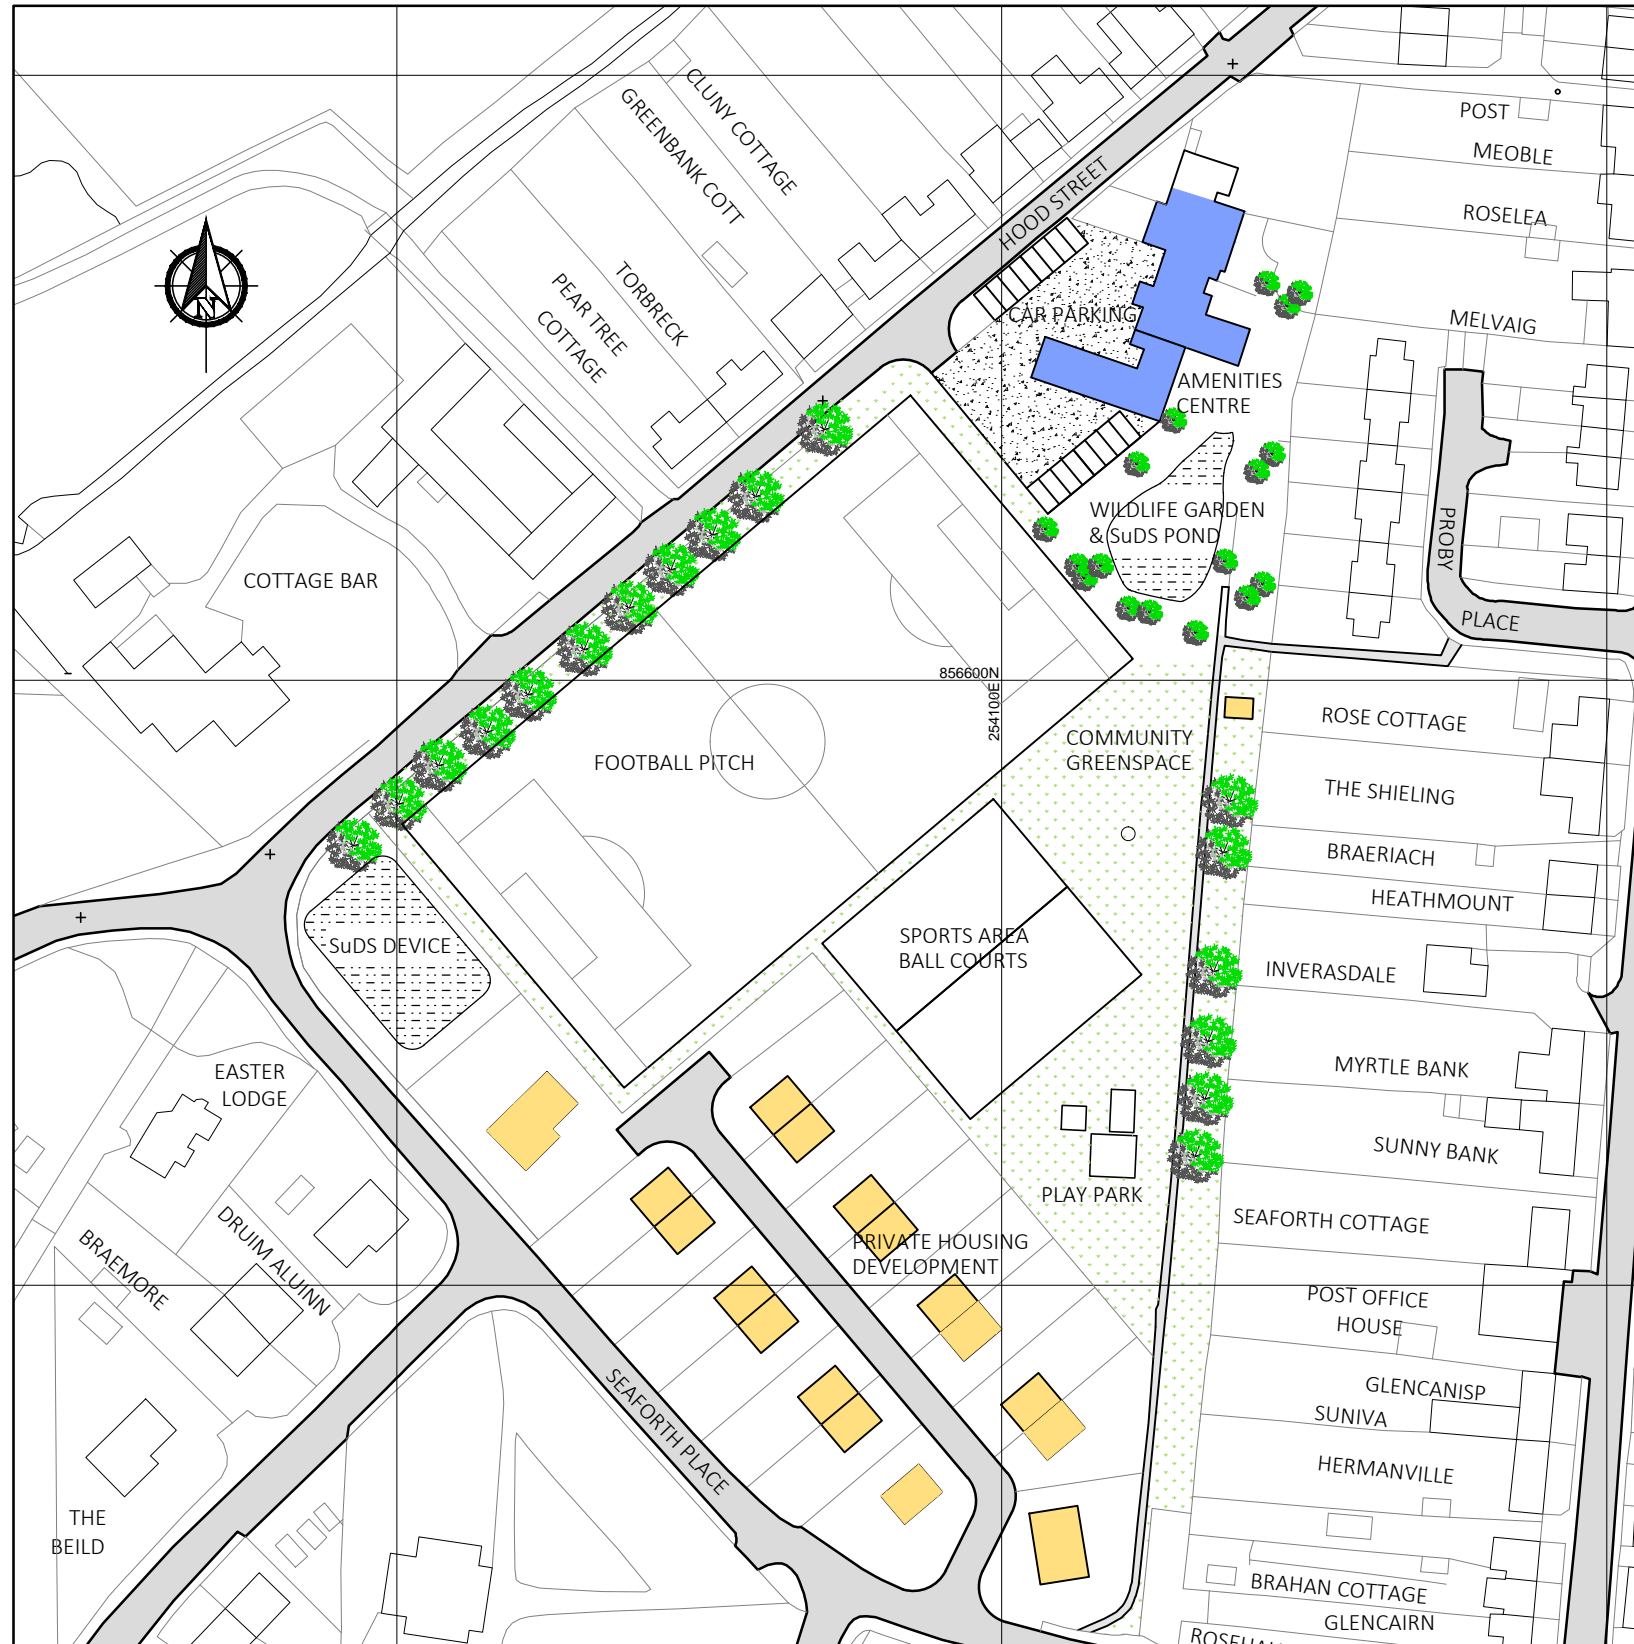 CLUNY COTTAGE
GREENBANK COTT
TORBRECK
PEAR TREE
COTTAGE
HOOD STREET
POST
MEOBLE
ROSELEA
MELVAIG
N
CAR PARKING
AMENITIES
CENTRE
WILDLIFE GARDEN
& SuDS POND
PROBY
PLACE
COTTAGE BAR
856600N
254100E
FOOTBALL PITCH
COMMUNITY
GREENSPACE
ROSE COTTAGE
THE SHIELING
BRAERIACH
HEATHMOUNT
SuDS DEVICE
SPORTS AREA
BALL COURTS
INVERASDALE
EASTER
LODGE
MYRTLE BANK
SUNNY BANK
PLAY PARK
SEAFORTH COTTAGE
BRAEMORE
DRUIM ALUINN
PRIVATE HOUSING
DEVELOPMENT
POST OFFICE
HOUSE
SEAFORTH PLACE
GLENCANISP
SUNIVA
HERMANVILLE
THE
BEILD
BRAHAN COTTAGE
GLENCAIRN